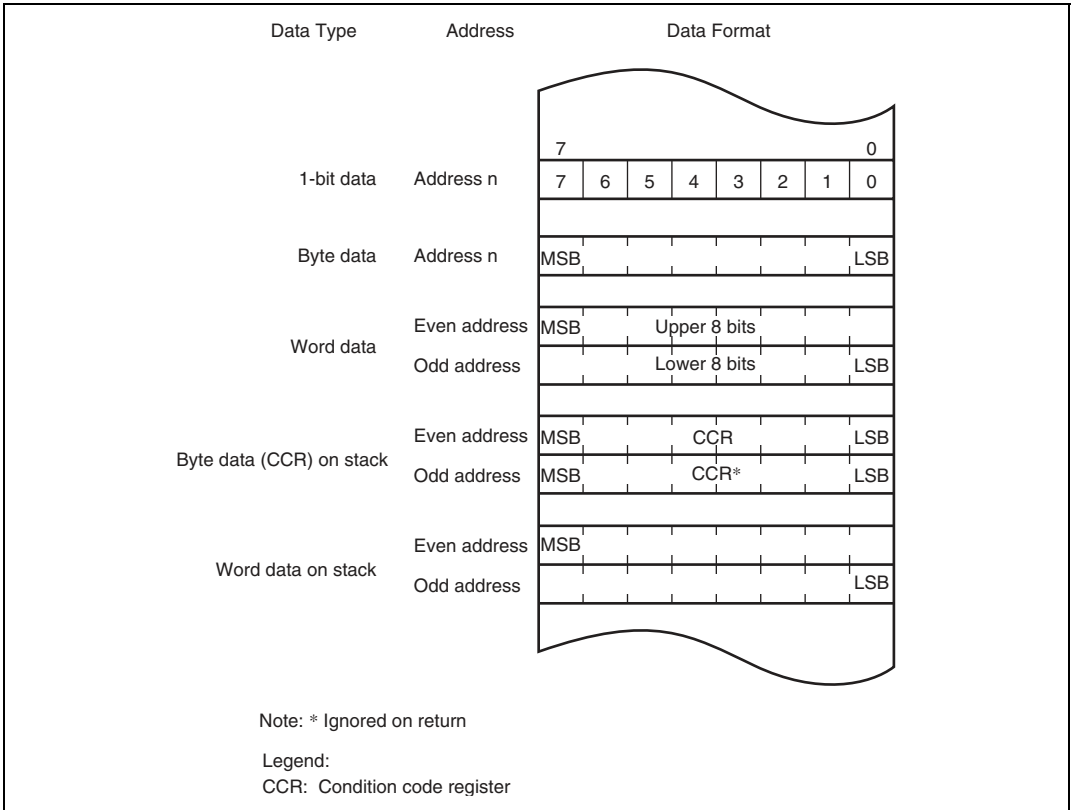 Data Type Address Data Format
7 0
1-bit data Address n 7 6 5 4 3 2 1 0
Byte data Address n MSB LSB
Even address MSB Upper 8 bits
Word data
Odd address Lower 8 bits LSB
Even address MSB CCR LSB
Byte data (CCR) on stack
Odd address MSB CCR* LSB
Even address MSB
Word data on stack
Odd address LSB
Note: * Ignored on return
Legend:
CCR: Condition code register